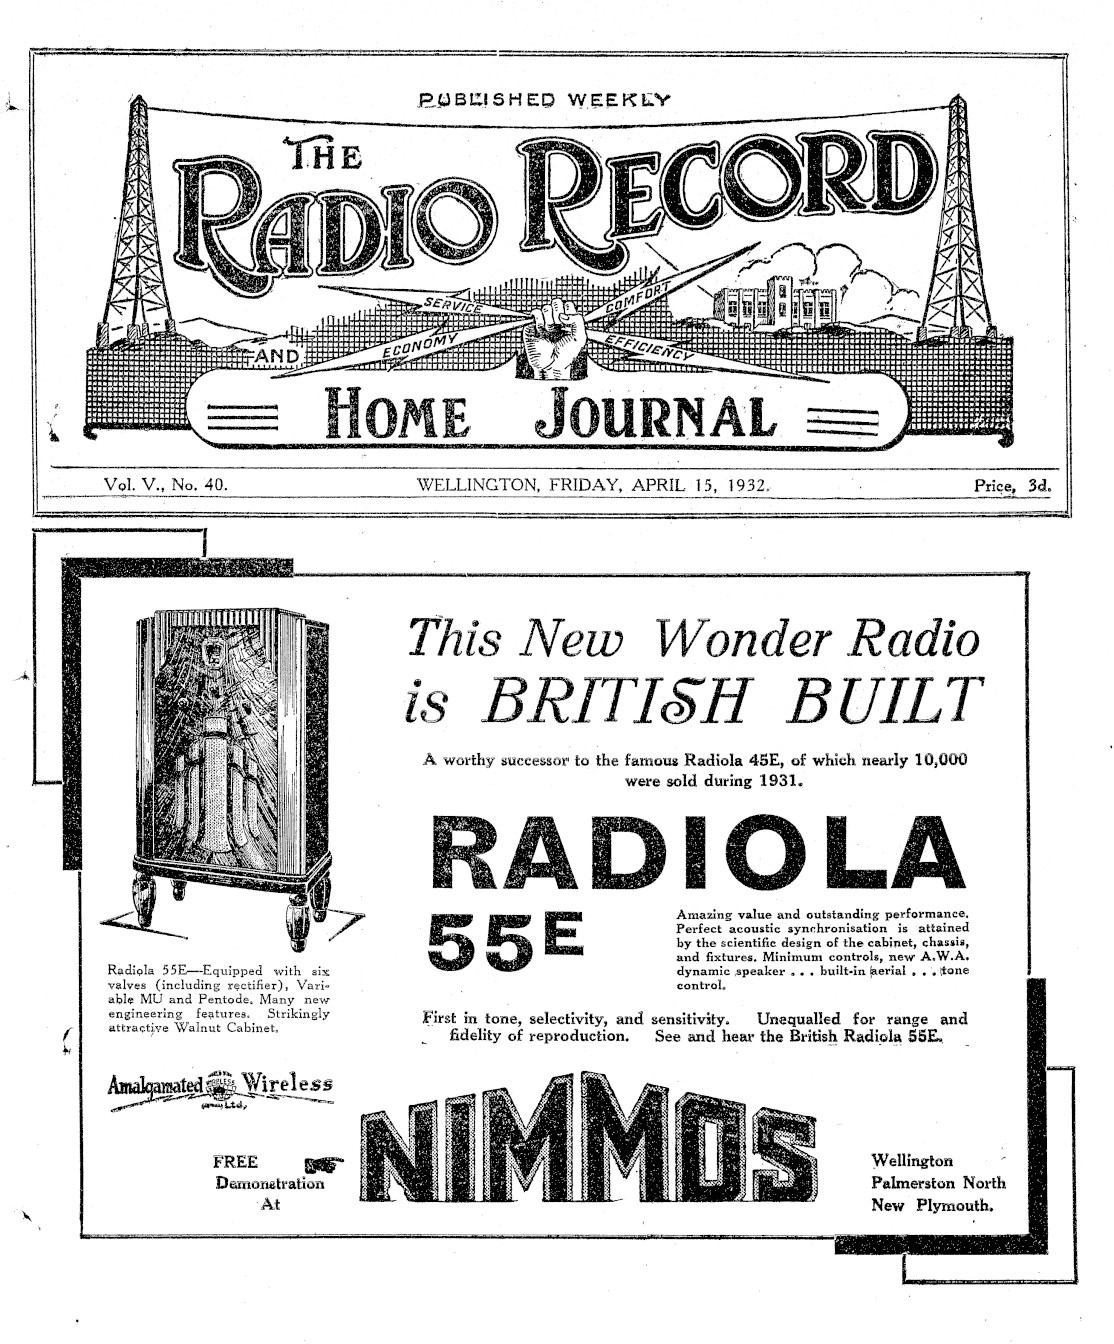 PUBLISHED WEEKLY
THE
RADIO RECORD
SERVICE
COMFORT
ECONOMY
EFFICIENCY
AND
HOME JOURNAL
Vol. V., No. 40.
WELLINGTON, FRIDAY, APRIL 15, 1932.
Price, 3d.
This New Wonder Radio
is BRITISH BUILT
A worthy successor to the famous Radiola 45E, of which nearly 10,000
were sold during 1931.
RADIOLA
55E
Amazing value and outstanding performance.
Perfect acoustic synchronisation is attained
by the scientific design of the cabinet, chassis,
and fixtures. Minimum controls, new A.W.A.
dynamic speaker . . . built-in aerial . . . tone
control.
Radiola 55E—Equipped with six
valves (including rectifier), Vari-
able MU and Pentode. Many new
engineering features. Strikingly
attractive Walnut Cabinet.
First in tone, selectivity, and sensitivity. Unequalled for range and
fidelity of reproduction. See and hear the British Radiola 55E.
Amalgamated Wireless
Ltd.
FREE
Demonstration
At
NIMMOS
Wellington
Palmerston North
New Plymouth.